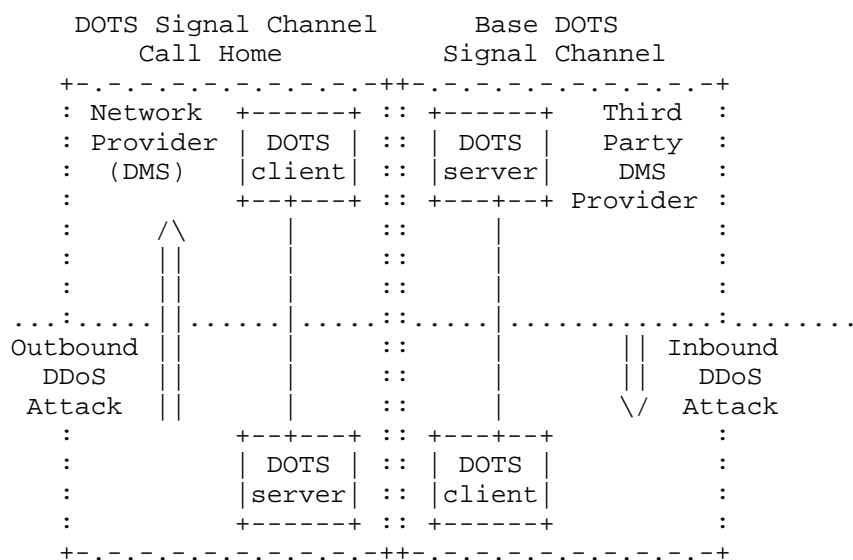 DOTS Signal Channel Base DOTS
Call Home Signal Channel
+-.-.-.-.-.-.-.-.-.-++-.-.-.-.-.-.-.-.-.-+
: Network +------+ :: +------+ Third :
: Provider | DOTS | :: | DOTS | Party :
: (DMS) |client| :: |server| DMS :
: +--+---+ :: +---+--+ Provider :
: /\ | :: | :
: || | :: | :
: || | :: | :
...:.....||......|.....::.....|.............:........
Outbound || | :: | || Inbound
DDoS || | :: | || DDoS
Attack || | :: | \/ Attack
: +--+---+ :: +---+--+ :
: | DOTS | :: | DOTS | :
: |server| :: |client| :
: +------+ :: +------+ :
+-.-.-.-.-.-.-.-.-.-++-.-.-.-.-.-.-.-.-.-+